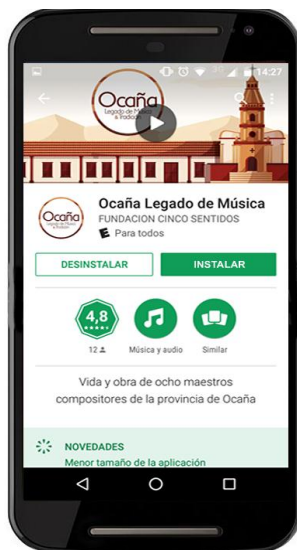 14:27
Ocaña
Legado de Música
& Tradición
Ocaña Legado de Música
FUNDACION CINCO SENTIDOS
Ocaña
E Para todos
DESINSTALAR
INSTALAR
4,8
12
Música y audio
Similar
Vida y obra de ocho maestros
compositores de la provincia de Ocaña
NOVEDADES
Menor tamaño de la aplicación